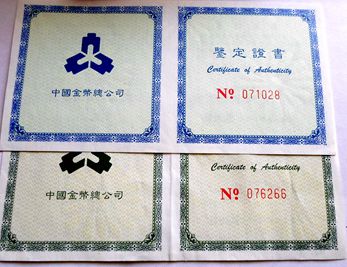 中國金幣總公司
鑒定證書
Certificate of Authenticity
Nº 071028
中國金幣總公司
Certificate of Authenticity
Nº 076266